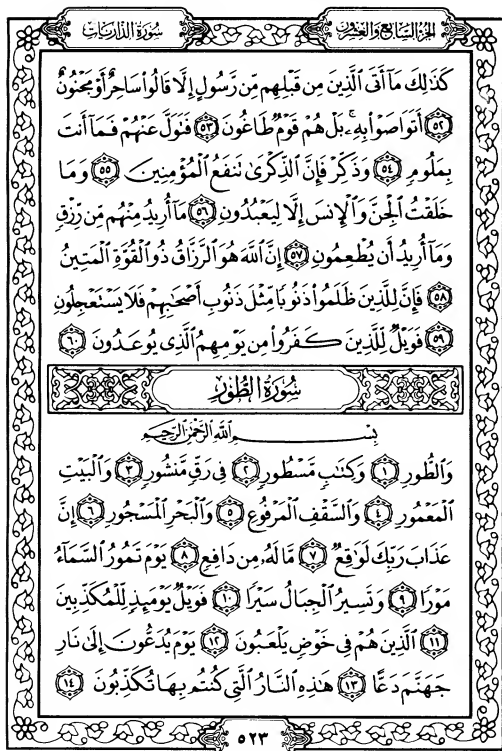 الجزء السابع والعشرون
سورة الذاريات
كَذَٰلِكَ مَآ أَتَى ٱلَّذِينَ مِن قَبْلِهِم مِّن رَّسُولٍ إِلَّا قَالُوا۟ سَاحِرٌ أَوْ مَجْنُونٌ
﴿٥٢﴾ أَتَوَاصَوْا۟ بِهِۦ ۚ بَلْ هُمْ قَوْمٌ طَاغُونَ ﴿٥٣﴾ فَتَوَلَّ عَنْهُمْ فَمَآ أَنتَ
بِمَلُومٍ ﴿٥٤﴾ وَذَكِّرْ فَإِنَّ ٱلذِّكْرَىٰ تَنفَعُ ٱلْمُؤْمِنِينَ ﴿٥٥﴾ وَمَا
خَلَقْتُ ٱلْجِنَّ وَٱلْإِنسَ إِلَّا لِيَعْبُدُونِ ﴿٥٦﴾ مَآ أُرِيدُ مِنْهُم مِّن رِّزْقٍ
وَمَآ أُرِيدُ أَن يُطْعِمُونِ ﴿٥٧﴾ إِنَّ ٱللَّهَ هُوَ ٱلرَّزَّاقُ ذُو ٱلْقُوَّةِ ٱلْمَتِينُ
﴿٥٨﴾ فَإِنَّ لِلَّذِينَ ظَلَمُوا۟ ذَنُوبًا مِّثْلَ ذَنُوبِ أَصْحَٰبِهِمْ فَلَا يَسْتَعْجِلُونِ
﴿٥٩﴾ فَوَيْلٌ لِّلَّذِينَ كَفَرُوا۟ مِن يَوْمِهِمُ ٱلَّذِى يُوعَدُونَ ﴿٦٠﴾
سورة الطور
بِسْمِ ٱللَّهِ ٱلرَّحْمَٰنِ ٱلرَّحِيمِ
وَٱلطُّورِ ﴿١﴾ وَكِتَٰبٍ مَّسْطُورٍ ﴿٢﴾ فِى رَقٍّ مَّنشُورٍ ﴿٣﴾ وَٱلْبَيْتِ
ٱلْمَعْمُورِ ﴿٤﴾ وَٱلسَّقْفِ ٱلْمَرْفُوعِ ﴿٥﴾ وَٱلْبَحْرِ ٱلْمَسْجُورِ ﴿٦﴾ إِنَّ
عَذَابَ رَبِّكَ لَوَٰقِعٌ ﴿٧﴾ مَّا لَهُۥ مِن دَافِعٍ ﴿٨﴾ يَوْمَ تَمُورُ ٱلسَّمَآءُ
مَوْرًا ﴿٩﴾ وَتَسِيرُ ٱلْجِبَالُ سَيْرًا ﴿١٠﴾ فَوَيْلٌ يَوْمَئِذٍ لِّلْمُكَذِّبِينَ
﴿١١﴾ ٱلَّذِينَ هُمْ فِى خَوْضٍ يَلْعَبُونَ ﴿١٢﴾ يَوْمَ يُدَعُّونَ إِلَىٰ نَارِ
جَهَنَّمَ دَعًّا ﴿١٣﴾ هَٰذِهِ ٱلنَّارُ ٱلَّتِى كُنتُم بِهَا تُكَذِّبُونَ ﴿١٤﴾
٥٢٣